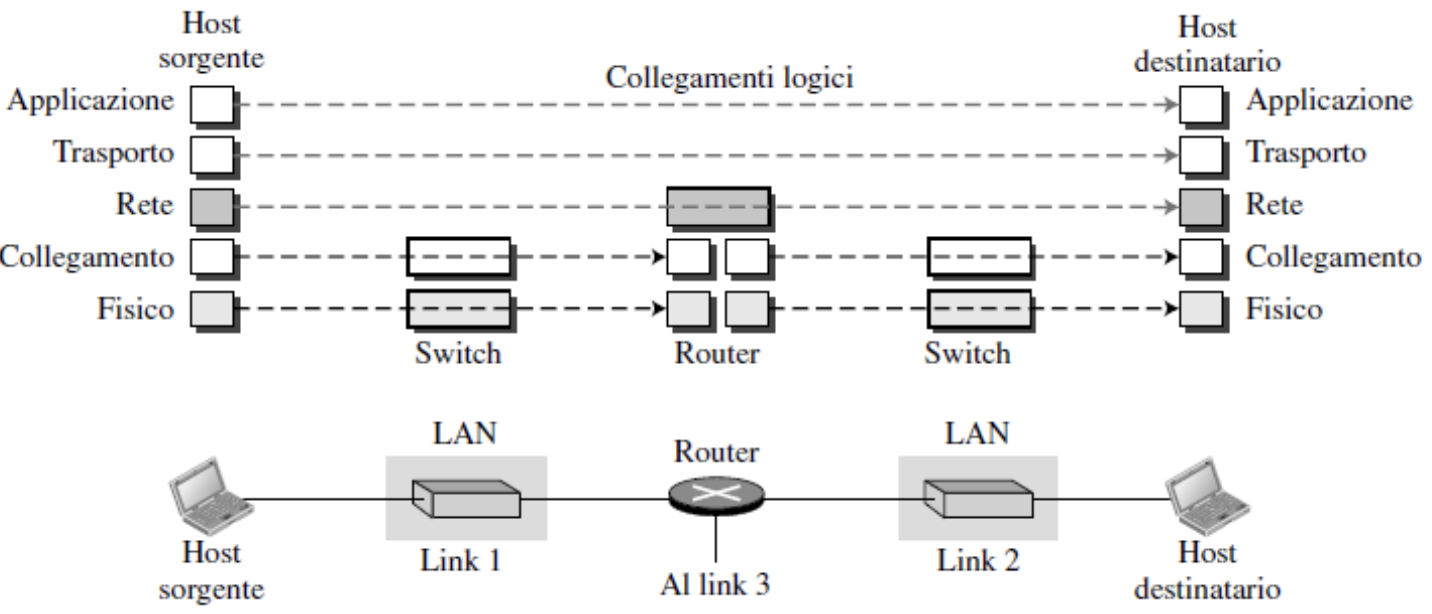 Host
sorgente
Host
destinatario
Collegamenti logici
Applicazione
Applicazione
Trasporto
Trasporto
Rete
Rete
Collegamento
Collegamento
Fisico
Fisico
Switch
Router
Switch
LAN
Router
LAN
Host
sorgente
Link 1
Al link 3
Link 2
Host
destinatario